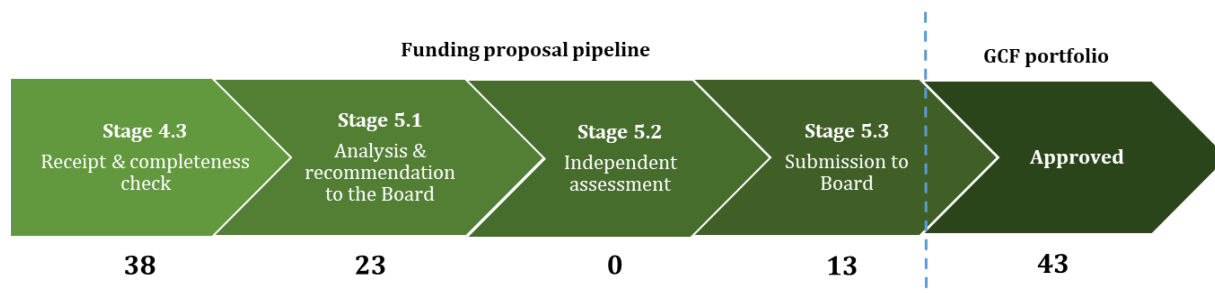 Funding proposal pipeline
GCF portfolio
Stage 4.3
Receipt & completeness
check
Stage 5.1
Analysis &
recommendation
to the Board
Stage 5.2
Independent
assessment
Stage 5.3
Submission to
Board
Approved
38
23
0
13
43